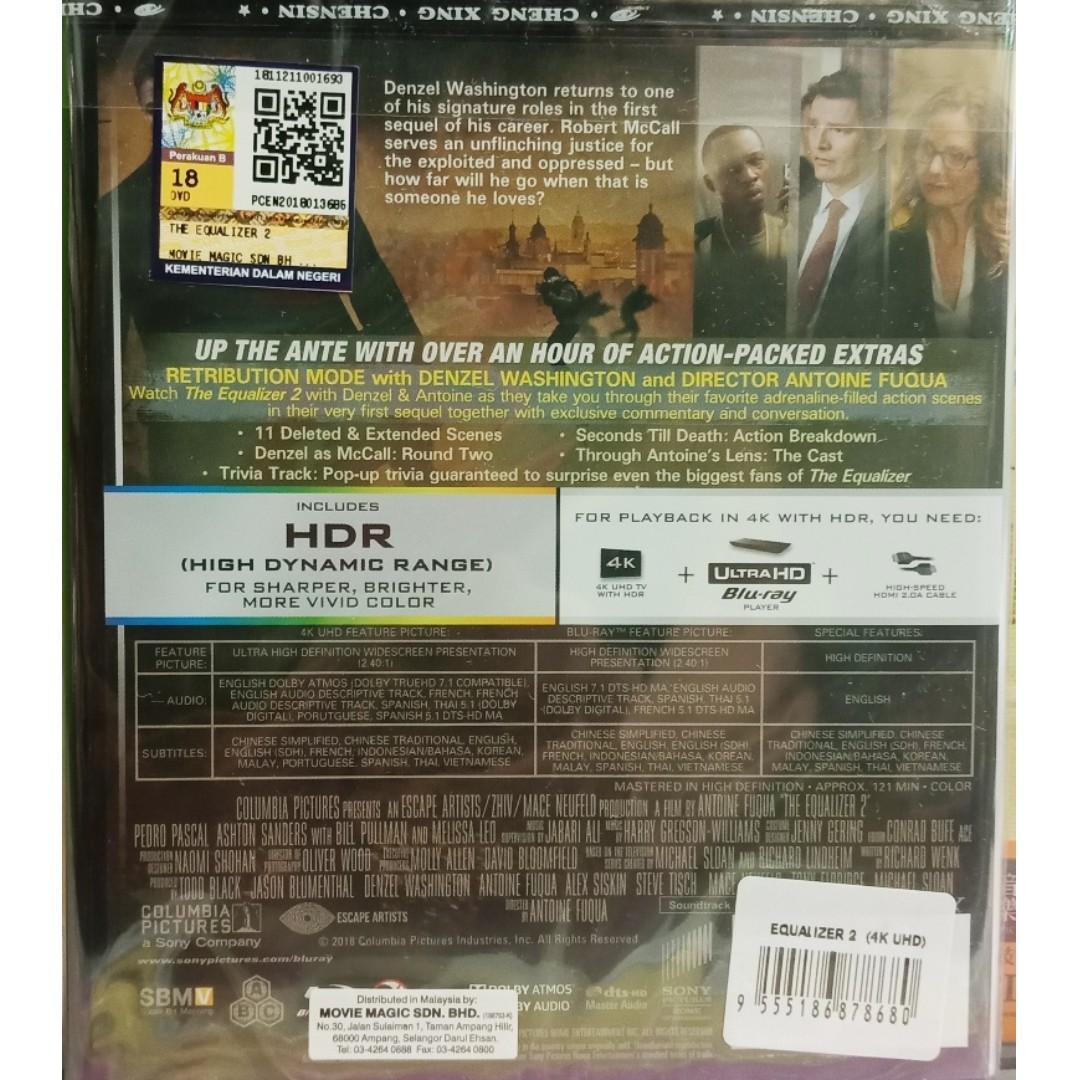 CHENSIN • CHENG XING CHENG
1811211001693
Perakuan B
18
DVD
PCEN2018013686
THE EQUALIZER 2
MOVIE MAGIC SDN BH
KEMENTERIAN DALAM NEGERI
Denzel Washington returns to one
of his signature roles in the first
sequel of his career. Robert McCall
serves an unflinching justice for
the exploited and oppressed – but
how far will he go when that is
someone he loves?
UP THE ANTE WITH OVER AN HOUR OF ACTION-PACKED EXTRAS
RETRIBUTION MODE with DENZEL WASHINGTON and DIRECTOR ANTOINE FUQUA
Watch The Equalizer 2 with Denzel & Antoine as they take you through their favorite adrenaline-filled action scenes
in their very first sequel together with exclusive commentary and conversation.
• 11 Deleted & Extended Scenes • Seconds Till Death: Action Breakdown
• Denzel as McCall: Round Two • Through Antoine's Lens: The Cast
• Trivia Track: Pop-up trivia guaranteed to surprise even the biggest fans of The Equalizer
INCLUDES
HDR
(HIGH DYNAMIC RANGE)
FOR SHARPER, BRIGHTER,
MORE VIVID COLOR
FOR PLAYBACK IN 4K WITH HDR, YOU NEED:
4K
4K UHD TV
WITH HDR
+
ULTRA HD
Blu-ray
PLAYER
+
HIGH-SPEED
HDMI 2.0A CABLE
4K UHD FEATURE PICTURE: BLU-RAY™ FEATURE PICTURE: SPECIAL FEATURES:
FEATURE
PICTURE:
ULTRA HIGH DEFINITION WIDESCREEN PRESENTATION
(2.40:1)
HIGH DEFINITION WIDESCREEN
PRESENTATION (2.40:1)
HIGH DEFINITION
AUDIO:
ENGLISH DOLBY ATMOS (DOLBY TRUEHD 7.1 COMPATIBLE),
ENGLISH AUDIO DESCRIPTIVE TRACK, FRENCH, FRENCH
AUDIO DESCRIPTIVE TRACK, SPANISH, THAI 5.1 (DOLBY
DIGITAL), PORUTGUESE, SPANISH 5.1 DTS-HD MA
ENGLISH 7.1 DTS-HD MA, ENGLISH AUDIO
DESCRIPTIVE TRACK, SPANISH, THAI 5.1
(DOLBY DIGITAL), FRENCH 5.1 DTS-HD MA
ENGLISH
SUBTITLES:
CHINESE SIMPLIFIED, CHINESE TRADITIONAL, ENGLISH,
ENGLISH (SDH), FRENCH, INDONESIAN/BAHASA, KOREAN,
MALAY, PORTUGUESE, SPANISH, THAI, VIETNAMESE
CHINESE SIMPLIFIED, CHINESE
TRADITIONAL, ENGLISH, ENGLISH (SDH),
FRENCH, INDONESIAN/BAHASA, KOREAN,
MALAY, SPANISH, THAI, VIETNAMESE
CHINESE SIMPLIFIED, CHINESE
TRADITIONAL, ENGLISH (SDH), FRENCH,
INDONESIAN/BAHASA, KOREAN,
MALAY, SPANISH, THAI, VIETNAMESE
MASTERED IN HIGH DEFINITION • APPROX. 121 MIN • COLOR
COLUMBIA PICTURES PRESENTS AN ESCAPE ARTISTS/ZHIV/MACE NEUFELD PRODUCTION A FILM BY ANTOINE FUQUA "THE EQUALIZER 2"
PEDRO PASCAL ASHTON SANDERS WITH BILL PULLMAN AND MELISSA LEO JABARI ALI HARRY GREGSON-WILLIAMS JENNY GERING CONRAD BUFF ACE
NAOMI SHOHAN OLIVER WOOD MOLLY ALLEN DAVID BLOOMFIELD MICHAEL SLOAN AND RICHARD LINDHEIM RICHARD WENK
TODD BLACK JASON BLUMENTHAL DENZEL WASHINGTON ANTOINE FUQUA ALEX SISKIN STEVE TISCH MICHAEL SLOAN
DIRECTED BY ANTOINE FUQUA
Soundtrack
COLUMBIA
PICTURES
a Sony Company
ESCAPE ARTISTS
© 2018 Columbia Pictures Industries, Inc. All Rights Reserved
www.sonypictures.com/bluray
SBMV
ABC
DOLBY ATMOS
DOLBY AUDIO
dts-HD
Master Audio
SONY
PICTURES
HOME
Distributed in Malaysia by:
MOVIE MAGIC SDN. BHD.
No.30, Jalan Sulaiman 1, Taman Ampang Hilir,
68000 Ampang, Selangor Darul Ehsan.
Tel: 03-4264 0688 Fax: 03-4264 0800
EQUALIZER 2 (4K UHD)
9 555186 878680